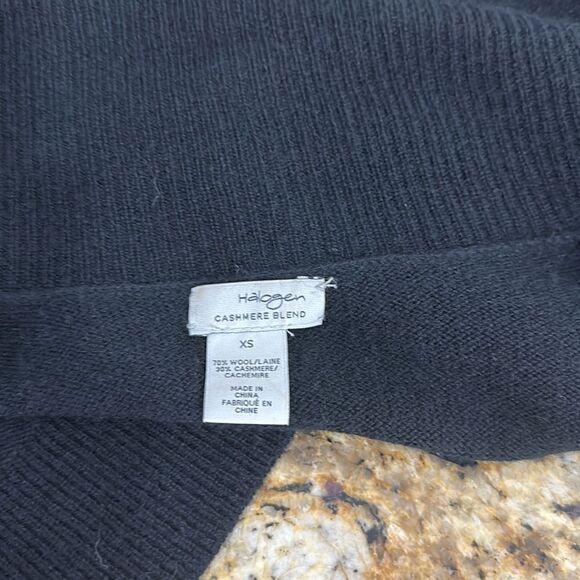 Halogen
CASHMERE BLEND
XS
70% WOOL/LAINE
30% CASHMERE/
CACHEMIRE
MADE IN
CHINA
FABRIQUÉ EN
CHINE